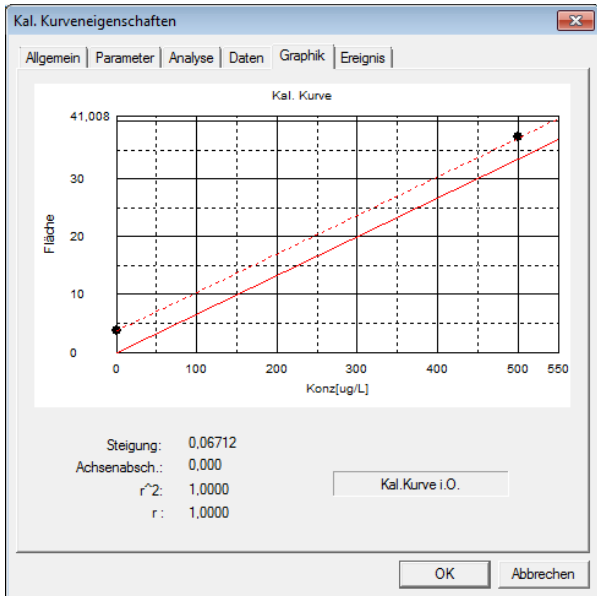 Kal. Kurveneigenschaften
Allgemein Parameter Analyse Daten Graphik Ereignis
Kal. Kurve
41,008
30
20
10
0
Fläche
0 100 200 300 400 500 550
Konz[ug/L]
Steigung: 0,06712
Achsenabsch.: 0,000
r^2: 1,0000
r : 1,0000
Kal.Kurve i.O.
OK Abbrechen